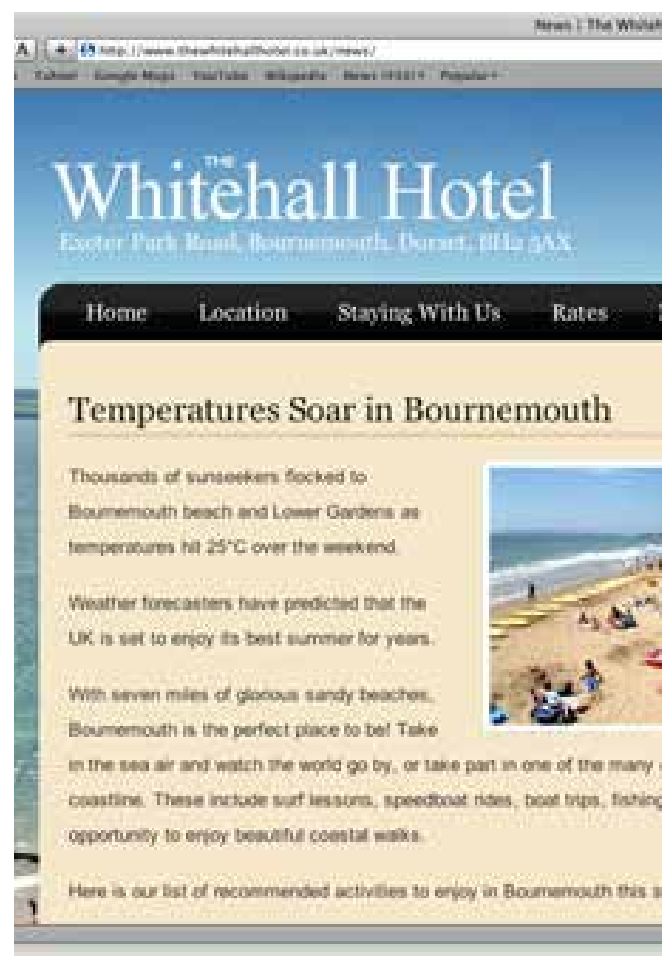 News | The Whiteh
A
+
http://www.thewhitehallhotel.co.uk/news/
Yahoo! Google Maps YouTube Wikipedia News Popular
THE
Whitehall Hotel
Exeter Park Road, Bournemouth, Dorset, BH2 5AX
Home Location Staying With Us Rates
Temperatures Soar in Bournemouth
Thousands of sunseekers flocked to
Bournemouth beach and Lower Gardens as
temperatures hit 25°C over the weekend.
Weather forecasters have predicted that the
UK is set to enjoy its best summer for years.
With seven miles of glorious sandy beaches,
Bournemouth is the perfect place to be! Take
in the sea air and watch the world go by, or take part in one of the many
coastline. These include surf lessons, speedboat rides, boat trips, fishing
opportunity to enjoy beautiful coastal walks.
Here is our list of recommended activities to enjoy in Bournemouth this s